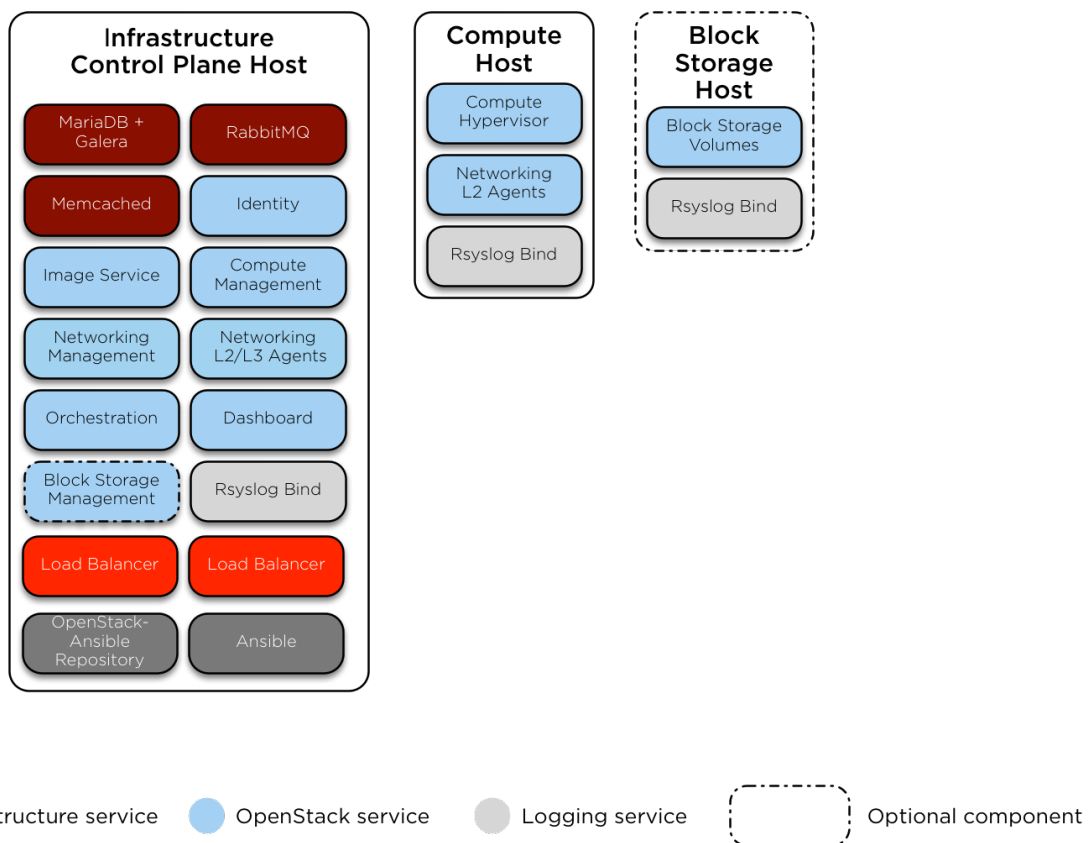 Infrastructure
Control Plane Host
MariaDB +
Galera
RabbitMQ
Memcached
Identity
Image Service
Compute
Management
Networking
Management
Networking
L2/L3 Agents
Orchestration
Dashboard
Block Storage
Management
Rsyslog Bind
Load Balancer
Load Balancer
OpenStack-
Ansible
Repository
Ansible
Compute
Host
Compute
Hypervisor
Networking
L2 Agents
Rsyslog Bind
Block
Storage
Host
Block Storage
Volumes
Rsyslog Bind
tructure service
OpenStack service
Logging service
Optional component